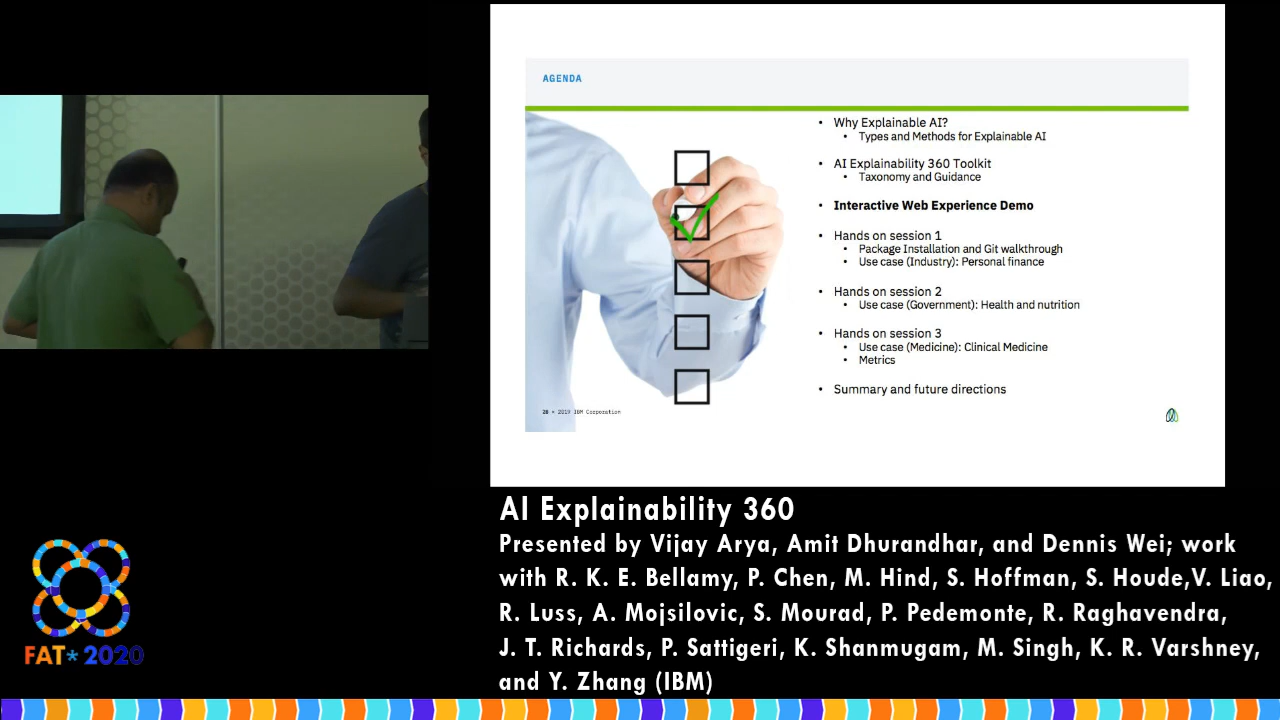 AGENDA
• Why Explainable AI?
• Types and Methods for Explainable AI
• AI Explainability 360 Toolkit
• Taxonomy and Guidance
• Interactive Web Experience Demo
• Hands on session 1
• Package Installation and Git walkthrough
• Use case (Industry): Personal finance
• Hands on session 2
• Use case (Government): Health and nutrition
• Hands on session 3
• Use case (Medicine): Clinical Medicine
• Metrics
• Summary and future directions
28 • 2019 IBM Corporation
AI Explainability 360
Presented by Vijay Arya, Amit Dhurandhar, and Dennis Wei; work
with R. K. E. Bellamy, P. Chen, M. Hind, S. Hoffman, S. Houde,V. Liao,
R. Luss, A. Mojsilovic, S. Mourad, P. Pedemonte, R. Raghavendra,
J. T. Richards, P. Sattigeri, K. Shanmugam, M. Singh, K. R. Varshney,
and Y. Zhang (IBM)
FAT* 2020